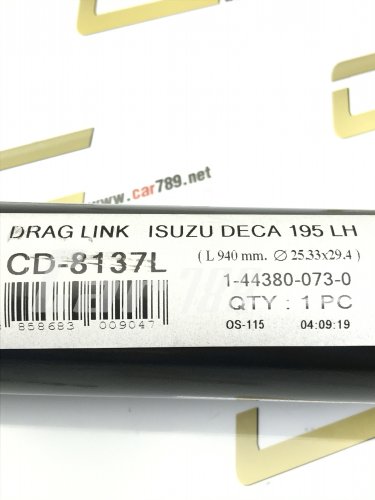 www.car789.net
DRAG LINK ISUZU DECA 195 LH
CD-8137L
( L 940 mm. Ø 25.33x29.4 )
1-44380-073-0
QTY : 1 PC
858683 009047
OS-115 04:09:19